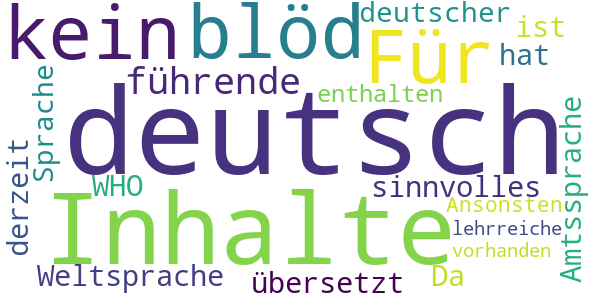 kein blöd deutscher ist
Für hat
führende
enthalten
deutsch
Sprache
derzeit
WHO
sinnvolles
Inhalte
Ansonsten
lehrreiche
vorhanden
Amtssprache
Weltsprache
übersetzt
Da